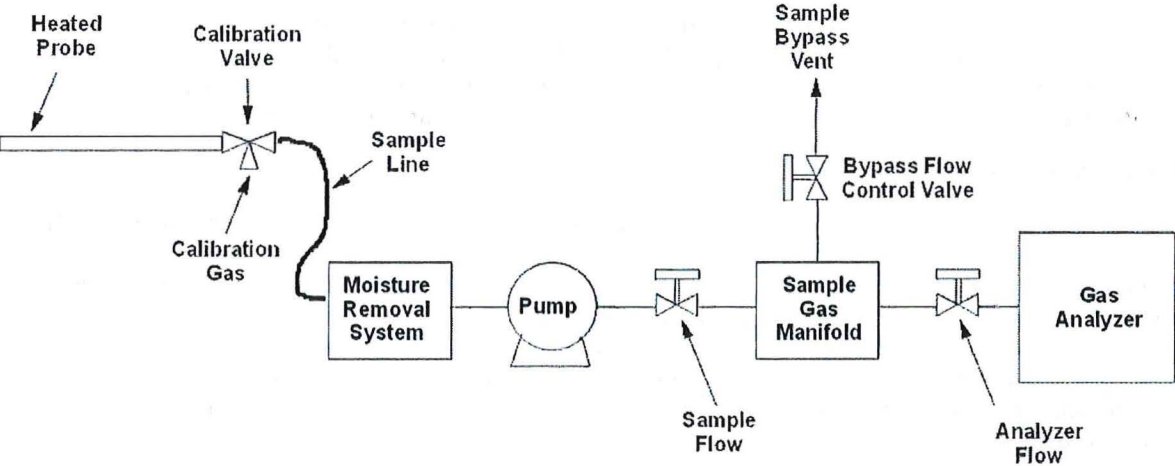 Heated
Probe
Calibration
Valve
Sample
Bypass
Vent
Sample
Line
Bypass Flow
Control Valve
Calibration
Gas
Moisture
Removal
System
Pump
Sample
Gas
Manifold
Gas
Analyzer
Sample
Flow
Analyzer
Flow